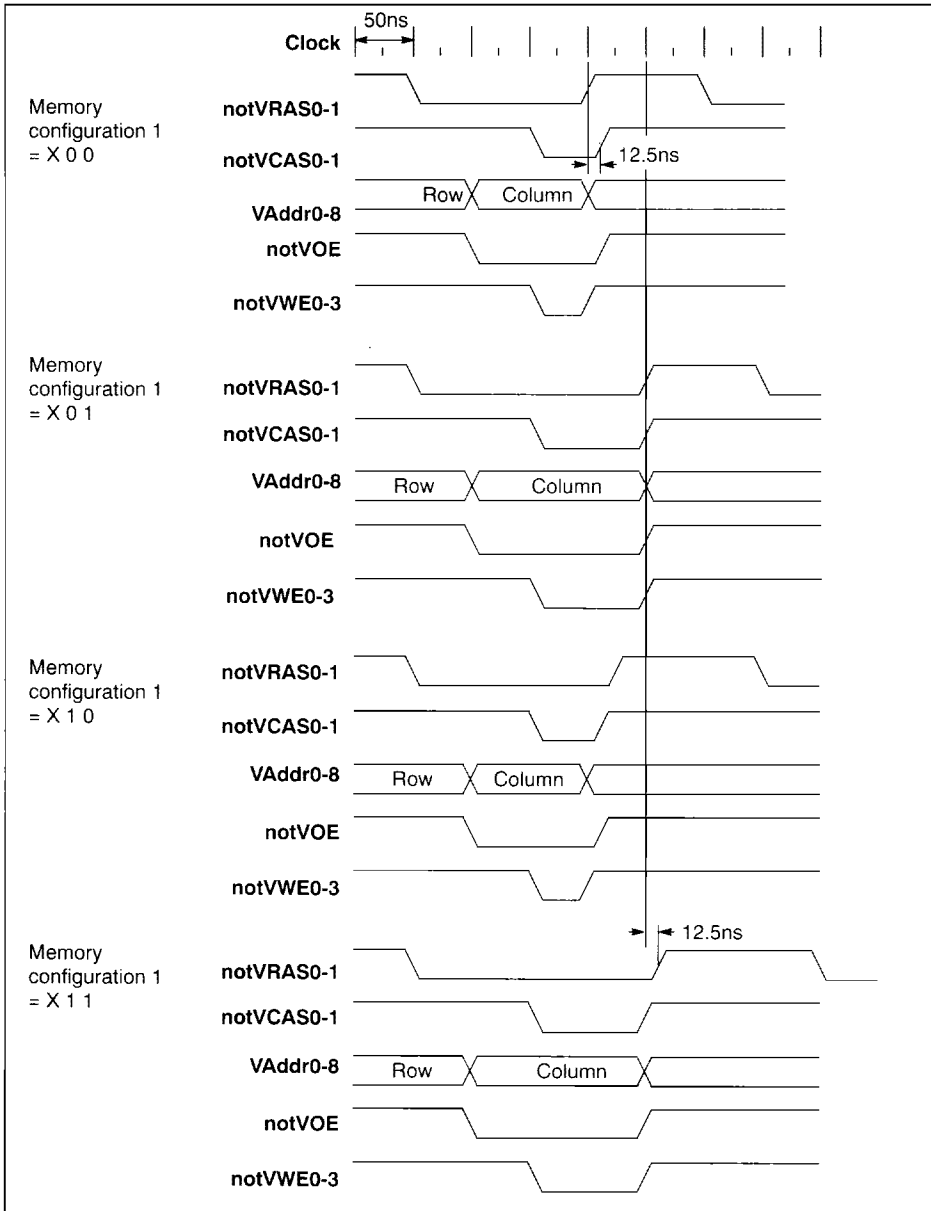 50ns
Clock
Memory
configuration 1
= X 0 0
notVRAS0-1
notVCAS0-1
12.5ns
Row Column
VAddr0-8
notVOE
notVWE0-3
Memory
configuration 1
= X 0 1
notVRAS0-1
notVCAS0-1
VAddr0-8 Row Column
notVOE
notVWE0-3
Memory
configuration 1
= X 1 0
notVRAS0-1
notVCAS0-1
VAddr0-8 Row Column
notVOE
notVWE0-3
12.5ns
Memory
configuration 1
= X 1 1
notVRAS0-1
notVCAS0-1
VAddr0-8 Row Column
notVOE
notVWE0-3